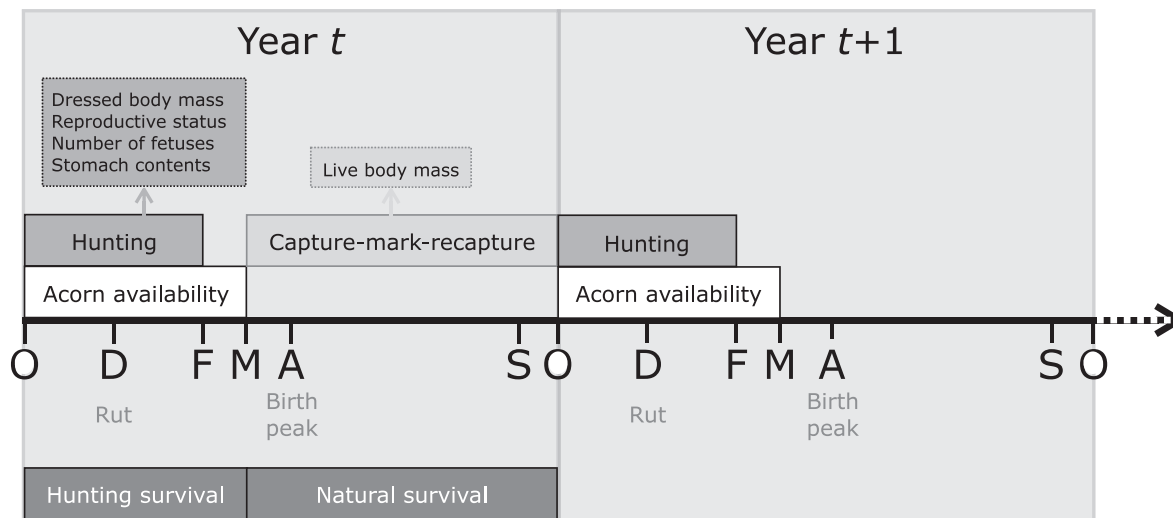 Year t
Year t+1
Dressed body mass
Reproductive status
Number of fetuses
Stomach contents
Live body mass
Hunting
Capture-mark-recapture
Hunting
Acorn availability
Acorn availability
O D F M A S O D F M A S O
Rut
Birth
peak
Rut
Birth
peak
Hunting survival
Natural survival